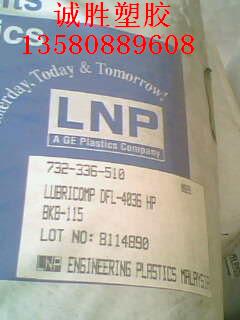 诚胜塑胶
13580889608
Today & Tomorrow!
LNP
A GE Plastics Company
732-336-510
LUBRICOMP DFL-4036 HP
BK8-115
LOT NO: 8114890
LNP ENGINEERING PLASTICS MALAYSIA